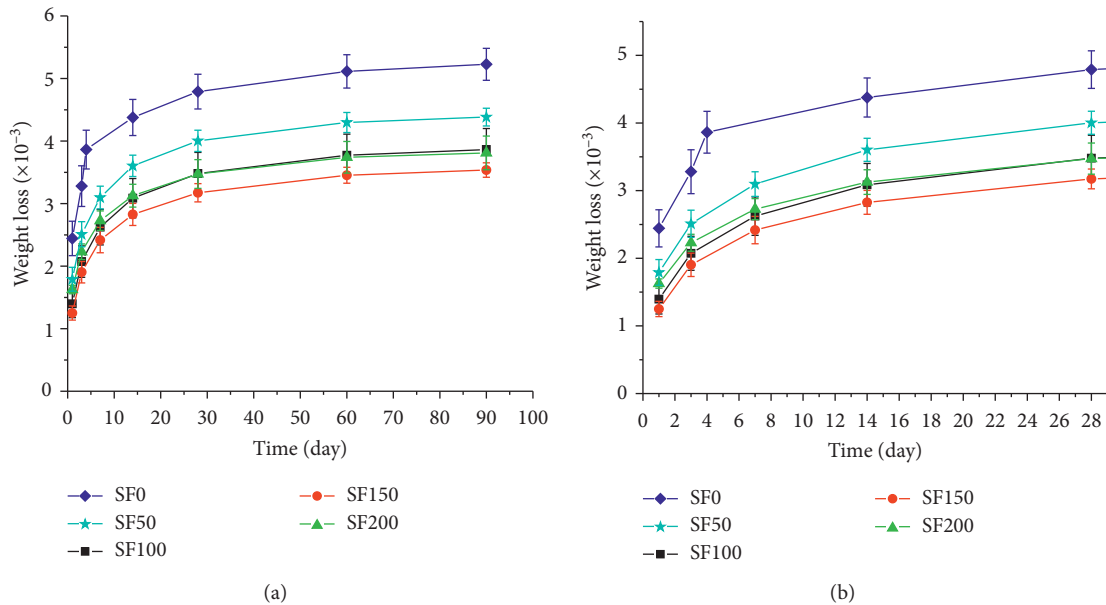 Weight loss (×10⁻³)
6
5
4
3
2
1
0
0 10 20 30 40 50 60 70 80 90 100
Time (day)
SF0
SF50
SF100
SF150
SF200
(a)
Weight loss (×10⁻³)
5
4
3
2
1
0
0 2 4 6 8 10 12 14 16 18 20 22 24 26 28
Time (day)
SF0
SF50
SF100
SF150
SF200
(b)